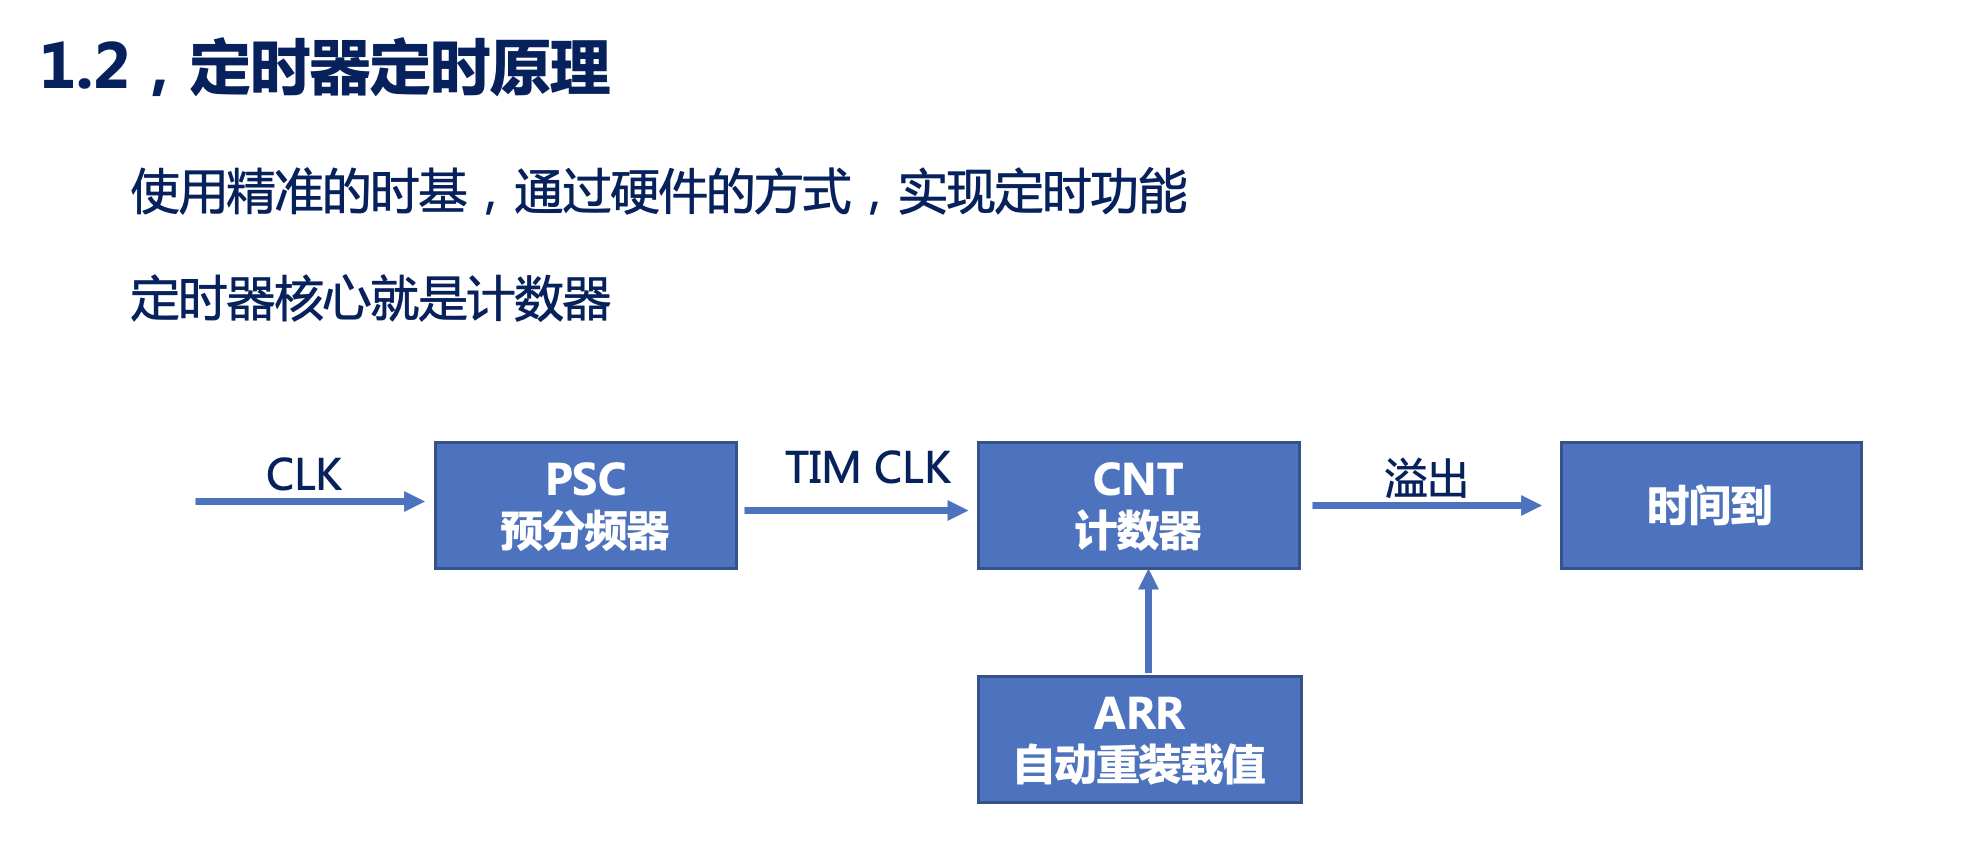 1.2，定时器定时原理
使用精准的时基，通过硬件的方式，实现定时功能
定时器核心就是计数器
CLK
PSC
预分频器
TIM CLK
CNT
计数器
溢出
时间到
ARR
自动重装载值